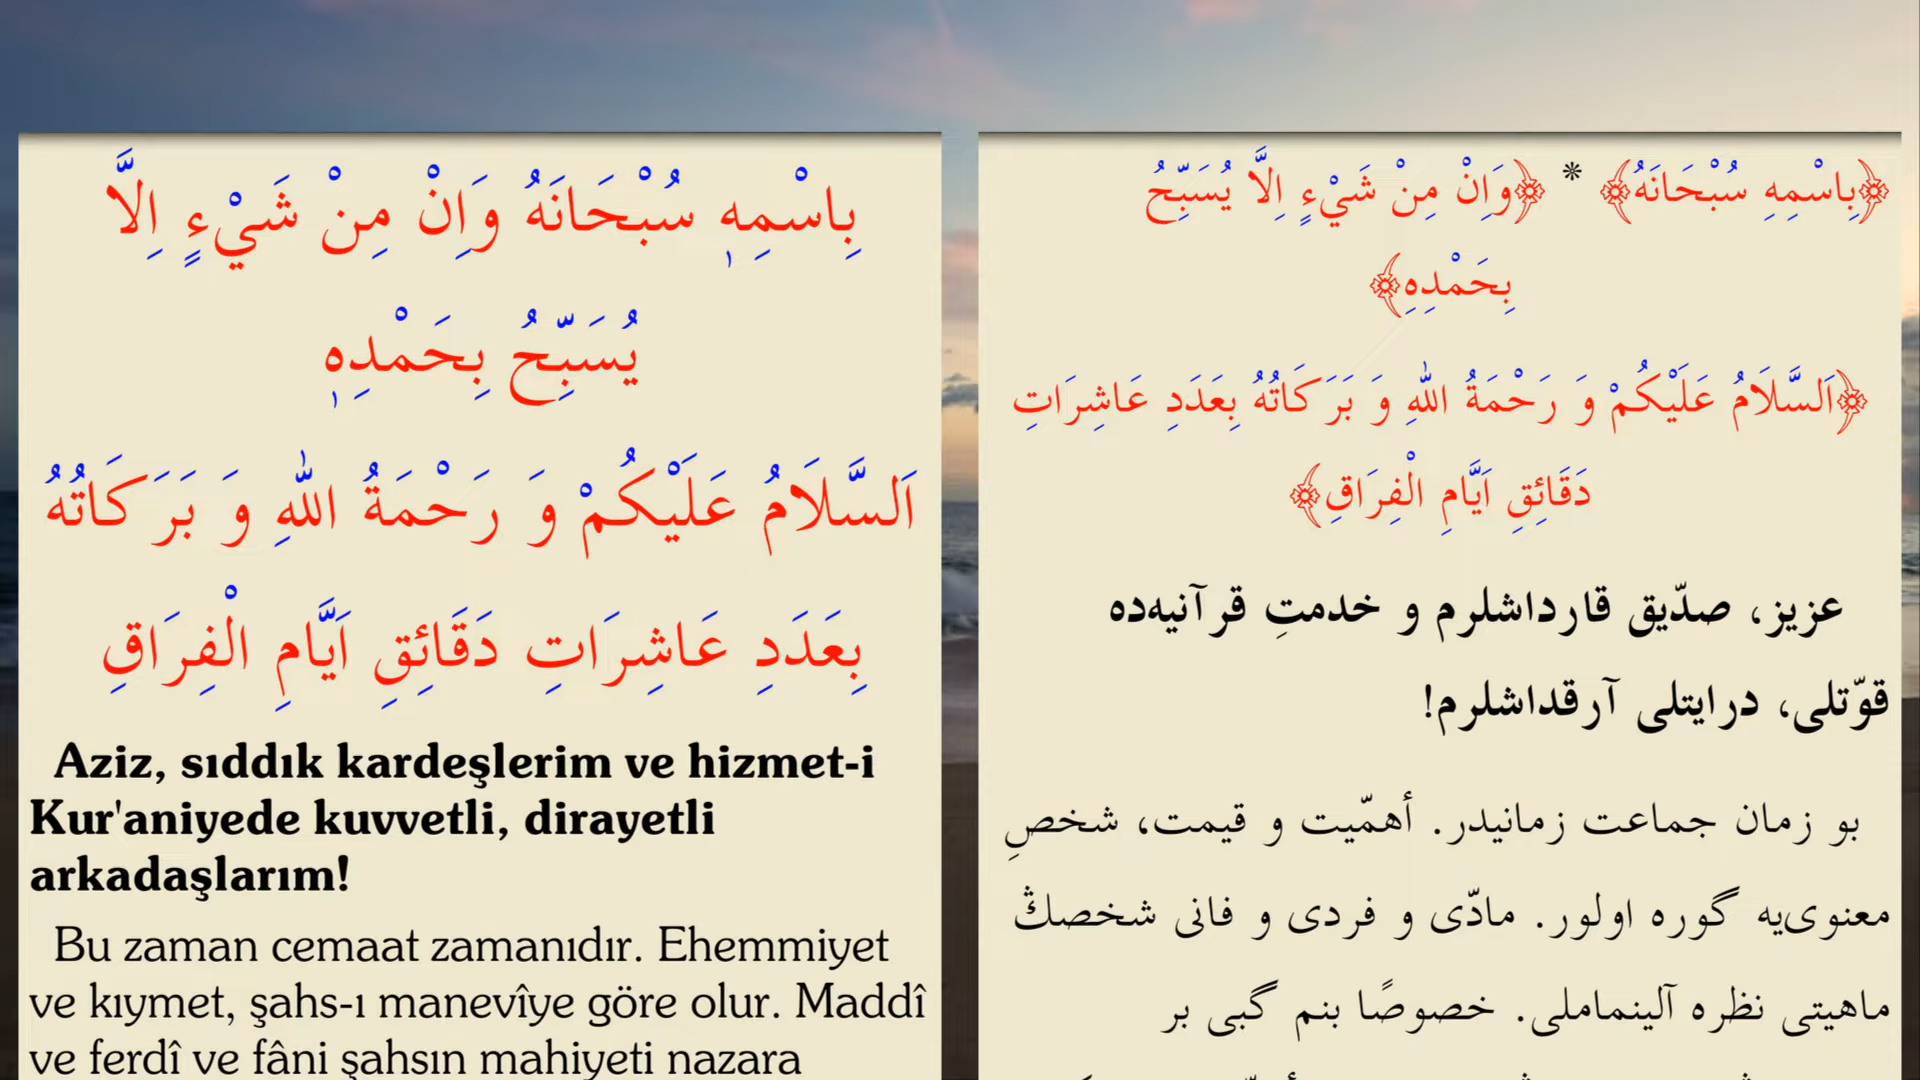 بِاسْمِهٖ سُبْحَانَهُ وَاِنْ مِنْ شَيْءٍ اِلَّا
يُسَبِّحُ بِحَمْدِهٖ
اَلسَّلَامُ عَلَيْكُمْ وَ رَحْمَةُ اللّٰهِ وَ بَرَكَاتُهُ
بِعَدَدِ عَاشِرَاتِ دَقَائِقِ اَيَّامِ الْفِرَاقِ
Aziz, sıddık kardeşlerim ve hizmet-i
Kur'aniyede kuvvetli, dirayetli
arkadaşlarım!
Bu zaman cemaat zamanıdır. Ehemmiyet
ve kıymet, şahs-ı manevîye göre olur. Maddî
ve ferdî ve fâni şahsın mahiyeti nazara
﴿بِاسْمِهِ سُبْحَانَهُ﴾ * ﴿وَاِنْ مِنْ شَيْءٍ اِلَّا يُسَبِّحُ
بِحَمْدِهِ﴾
﴿اَلسَّلَامُ عَلَيْكُمْ وَ رَحْمَةُ اللّٰهِ وَ بَرَكَاتُهُ بِعَدَدِ عَاشِرَاتِ
دَقَائِقِ اَيَّامِ الْفِرَاقِ﴾
عزيز، صدّيق قارداشلرم و خدمتِ قرآنيه‌ده
قوّتلى، درايتلى آرقداشلرم!
بو زمان جماعت زمانيدر. أهمّيت و قيمت، شخصِ
معنوى‌يه گوره اولور. مادّى و فردى و فانى شخصڭ
ماهيتى نظره آلينماملى. خصوصًا بنم گبى بر